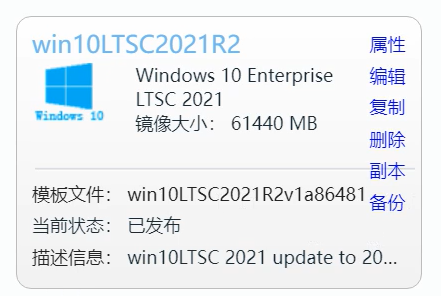 win10LTSC2021R2
属性
编辑
复制
删除
副本
备份
Windows 10
Windows 10 Enterprise
LTSC 2021
镜像大小： 61440 MB
模板文件： win10LTSC2021R2v1a86481
当前状态： 已发布
描述信息： win10LTSC 2021 update to 20...